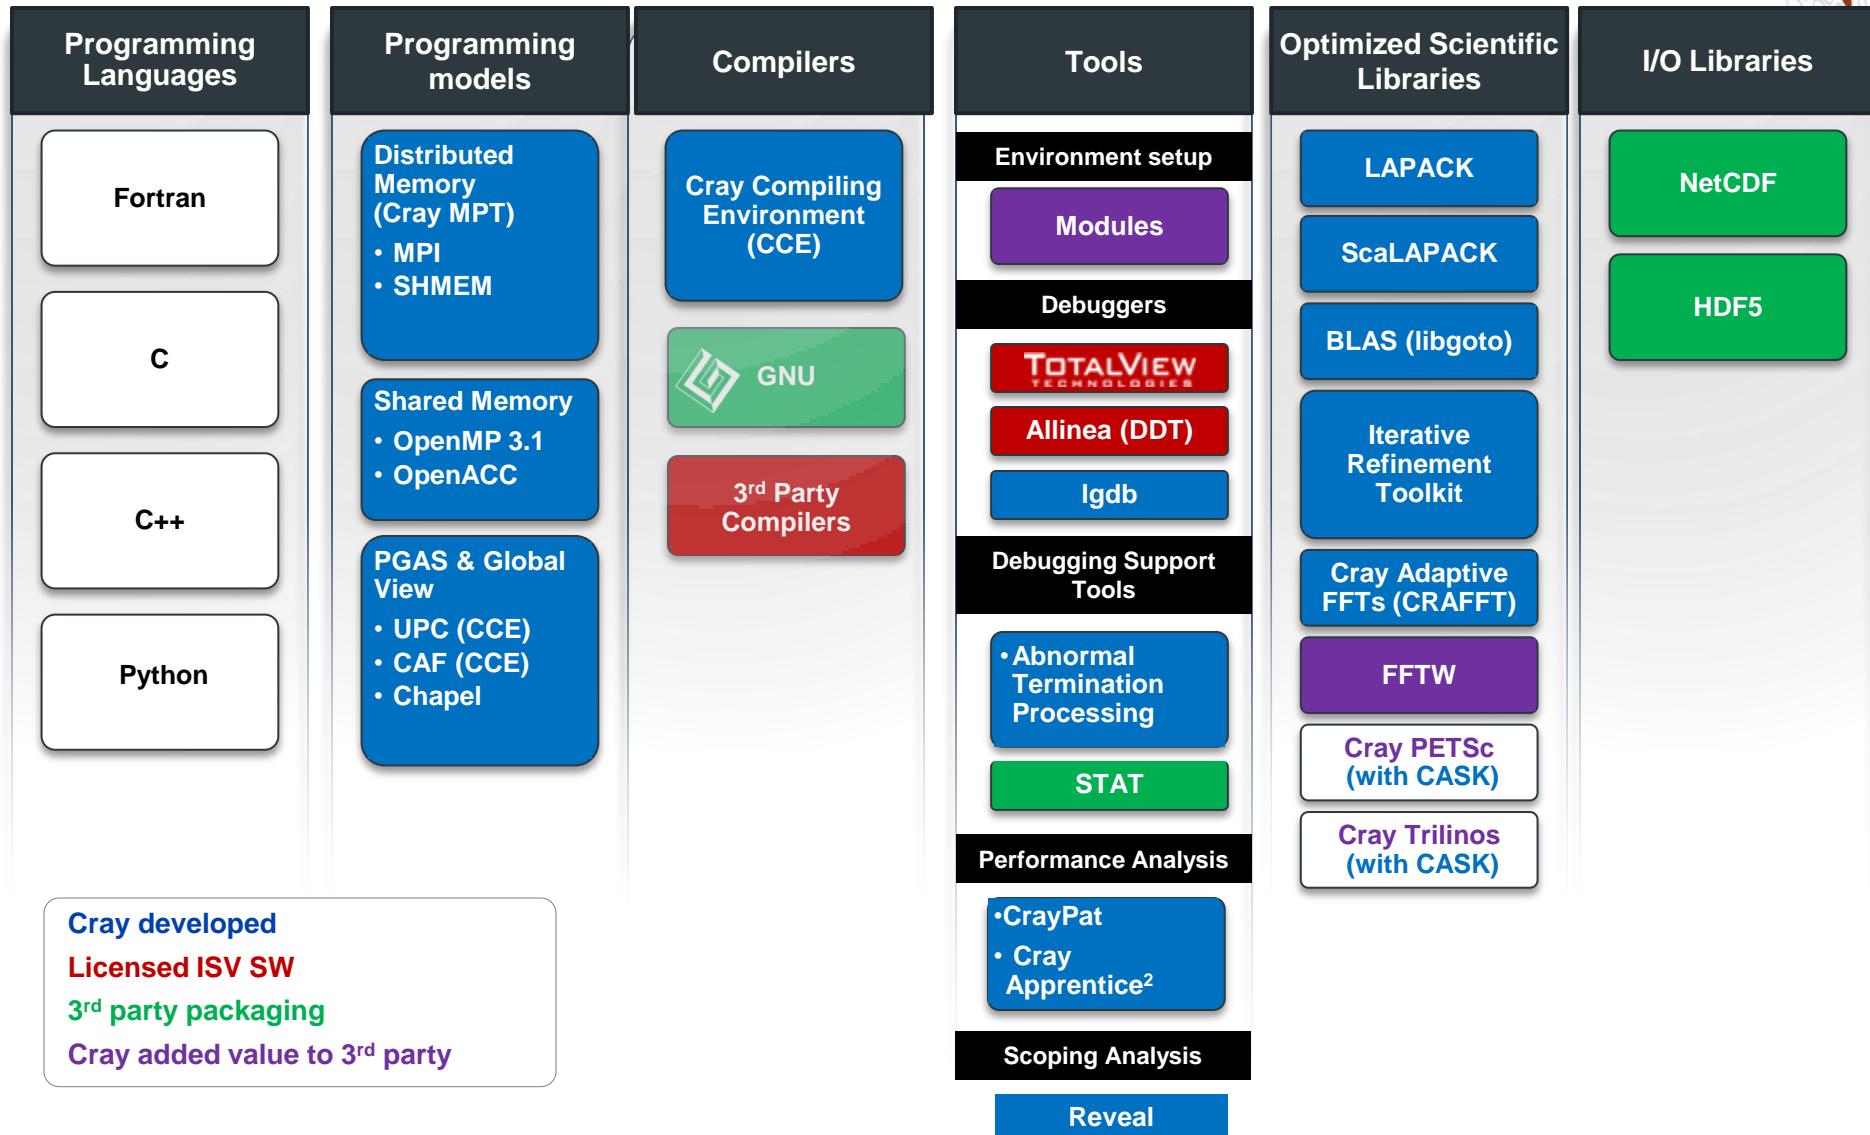 Programming
Languages
Fortran
C
C++
Python
Programming
models
Distributed
Memory
(Cray MPT)
• MPI
• SHMEM
Shared Memory
• OpenMP 3.1
• OpenACC
PGAS & Global
View
• UPC (CCE)
• CAF (CCE)
• Chapel
Compilers
Cray Compiling
Environment
(CCE)
GNU
3rd Party
Compilers
Tools
Environment setup
Modules
Debuggers
TOTALVIEW
TECHNOLOGIES
Allinea (DDT)
lgdb
Debugging Support
Tools
• Abnormal
Termination
Processing
STAT
Performance Analysis
•CrayPat
• Cray
Apprentice²
Scoping Analysis
Reveal
Optimized Scientific
Libraries
LAPACK
ScaLAPACK
BLAS (libgoto)
Iterative
Refinement
Toolkit
Cray Adaptive
FFTs (CRAFFT)
FFTW
Cray PETSc
(with CASK)
Cray Trilinos
(with CASK)
I/O Libraries
NetCDF
HDF5
Cray developed
Licensed ISV SW
3rd party packaging
Cray added value to 3rd party